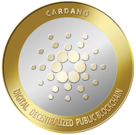 CARDANO
DIGITAL DECENTRALIZED PUBLIC BLOCKCHAIN